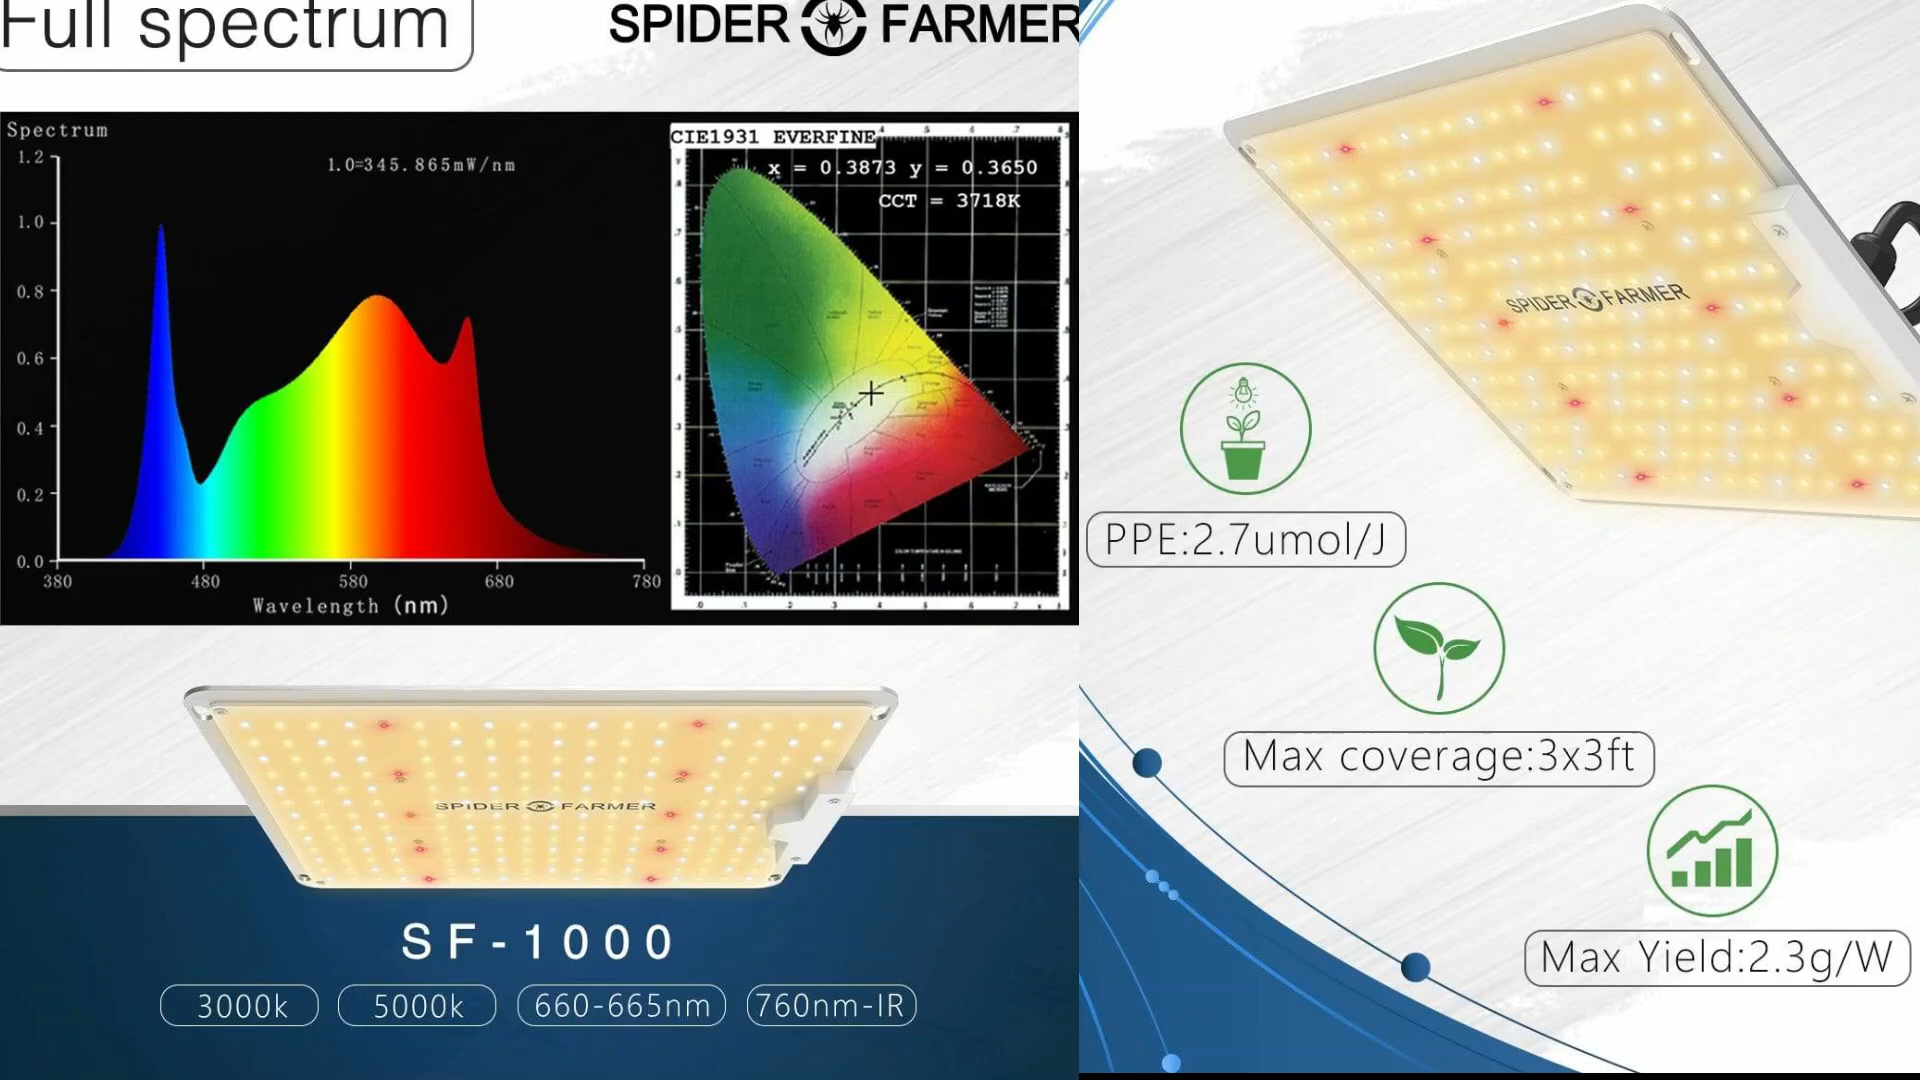 Full spectrum
SPIDER FARMER
Spectrum
1.2
1.0=345.865mW/nm
1.0
0.8
0.6
0.4
0.2
0.0
380 480 580 680 780
Wavelength (nm)
CIE1931 EVERFINE
x = 0.3873 y = 0.3650
CCT = 3718K
SPIDER FARMER
SF-1000
3000k
5000k
660-665nm
760nm-IR
SPIDER FARMER
PPE:2.7umol/J
Max coverage:3x3ft
Max Yield:2.3g/W